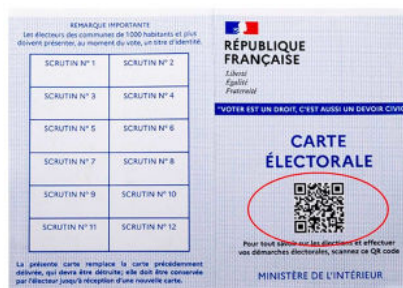 REMARQUE IMPORTANTE
Les électeurs des communes de 1000 habitants et plus
doivent présenter, au moment du vote, un titre d'identité.
SCRUTIN N° 1 SCRUTIN N° 2
SCRUTIN N° 3 SCRUTIN N° 4
SCRUTIN N° 5 SCRUTIN N° 6
SCRUTIN N° 7 SCRUTIN N° 8
SCRUTIN N° 9 SCRUTIN N° 10
SCRUTIN N° 11 SCRUTIN N° 12
La présente carte remplace la carte précédemment
délivrée, qui devra être détruite; elle doit être conservée
par l'électeur jusqu'à réception d'une nouvelle carte.
RÉPUBLIQUE
FRANÇAISE
Liberté
Égalité
Fraternité
"VOTER EST UN DROIT, C'EST AUSSI UN DEVOIR CIVI
CARTE
ÉLECTORALE
Pour tout savoir sur les élections et effectuer
vos démarches électorales, scannez ce QR code
MINISTÈRE DE L'INTÉRIEUR